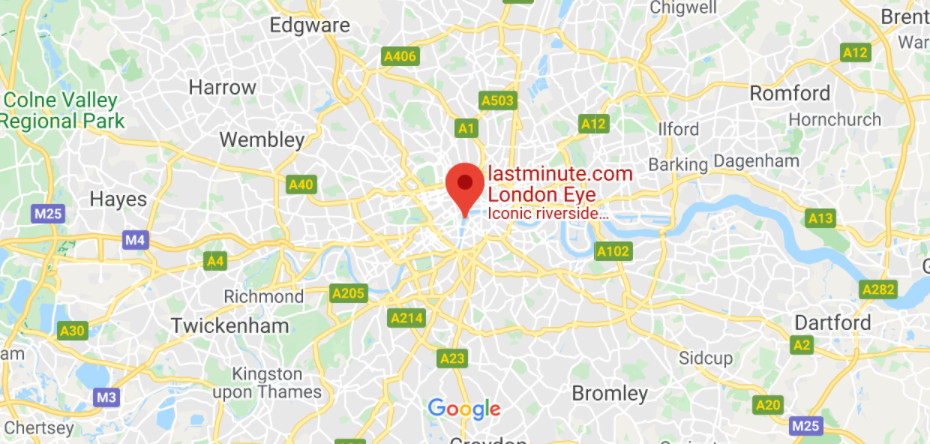 Chigwell
Edgware
Brent
War
A406
A12
Harrow
Romford
Colne Valley
Regional Park
A503
Hornchurch
A1
A12
Ilford
Wembley
Barking
Dagenham
lastminute.com
London Eye
Iconic riverside...
A40
Hayes
M25
A13
M4
A102
A4
A282
Richmond
A205
A214
Twickenham
A30
Dartford
A2
am
A23
Sidcup
Kingston
upon Thames
M3
Bromley
A20
Google
Chertsey
M25